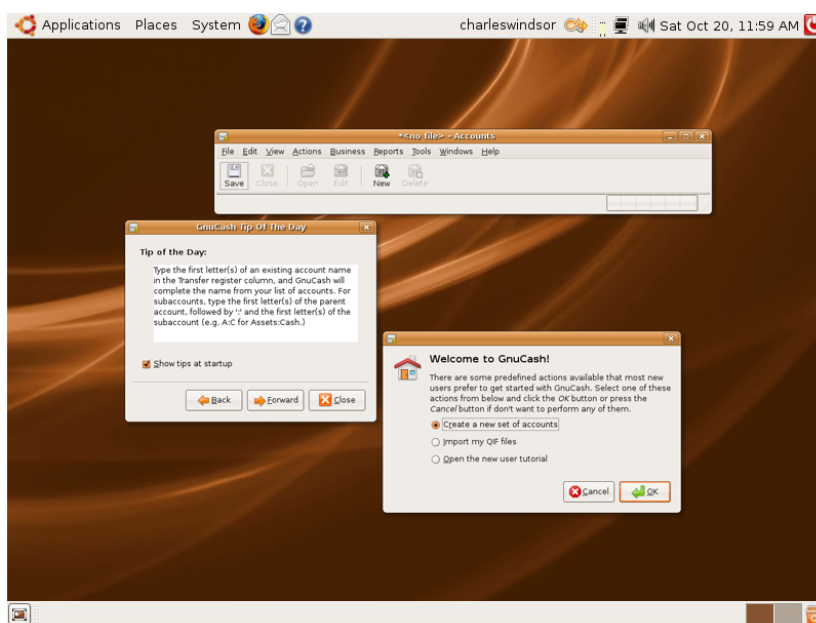 Applications Places System charleswindsor Sat Oct 20, 11:59 AM
*<no file> - Accounts
File Edit View Actions Business Reports Tools Windows Help
Save Close Open Edit New Delete
GnuCash Tip Of The Day
Tip of the Day:
Type the first letter(s) of an existing account name
in the Transfer register column, and GnuCash will
complete the name from your list of accounts. For
subaccounts, type the first letter(s) of the parent
account, followed by ':' and the first letter(s) of the
subaccount (e.g. A:C for Assets:Cash.)
Show tips at startup
Back Forward Close
Welcome to GnuCash!
There are some predefined actions available that most new
users prefer to get started with GnuCash. Select one of these
actions from below and click the OK button or press the
Cancel button if don't want to perform any of them.
Create a new set of accounts
Import my QIF files
Open the new user tutorial
Cancel OK